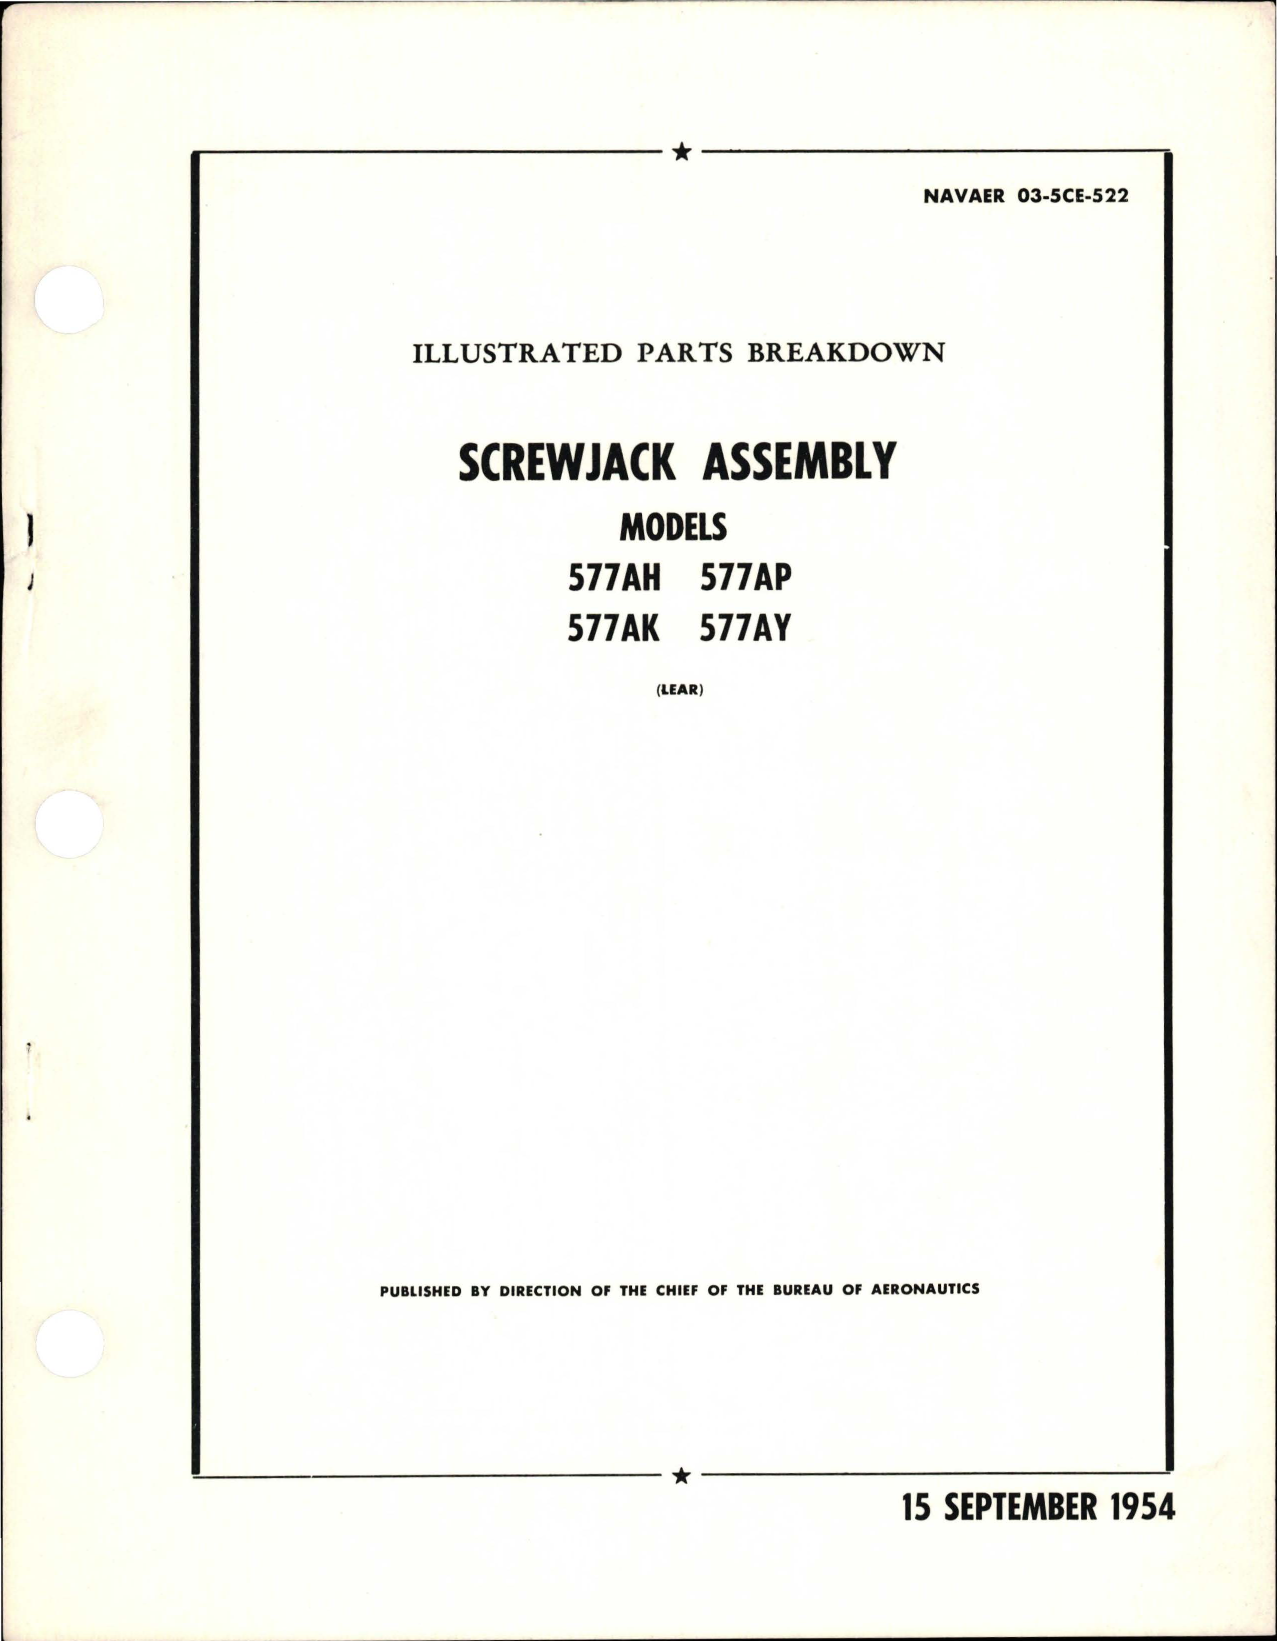 NAVAER 03-5CE-522
ILLUSTRATED PARTS BREAKDOWN
SCREWJACK ASSEMBLY
MODELS
577AH 577AP
577AK 577AY
(LEAR)
PUBLISHED BY DIRECTION OF THE CHIEF OF THE BUREAU OF AERONAUTICS
15 SEPTEMBER 1954